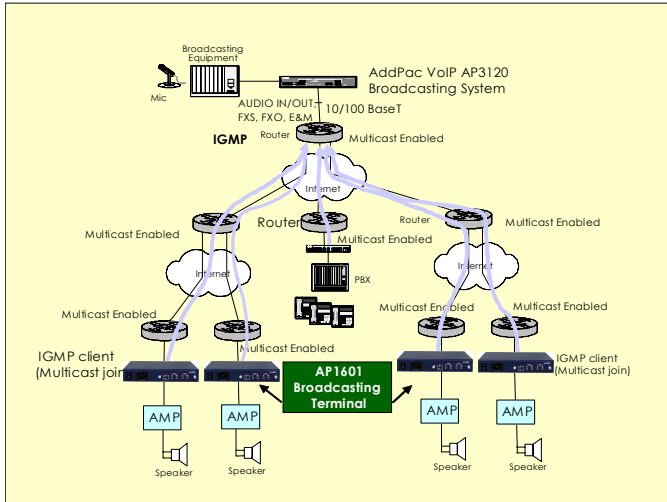 Broadcasting
Equipment
Mic
AddPac VoIP AP3120
Broadcasting System
AUDIO IN/OUT,
FXS, FXO, E&M
10/100 BaseT
IGMP
Router
Multicast Enabled
Internet
Multicast Enabled
Router
Multicast Enabled
Router
Multicast Enabled
Internet
PBX
Internet
Multicast Enabled
Multicast Enabled
Multicast Enabled
Multicast Enabled
IGMP client
(Multicast join)
AP1601
Broadcasting
Terminal
IGMP client
(Multicast join)
AMP
AMP
AMP
AMP
Speaker
Speaker
Speaker
Speaker